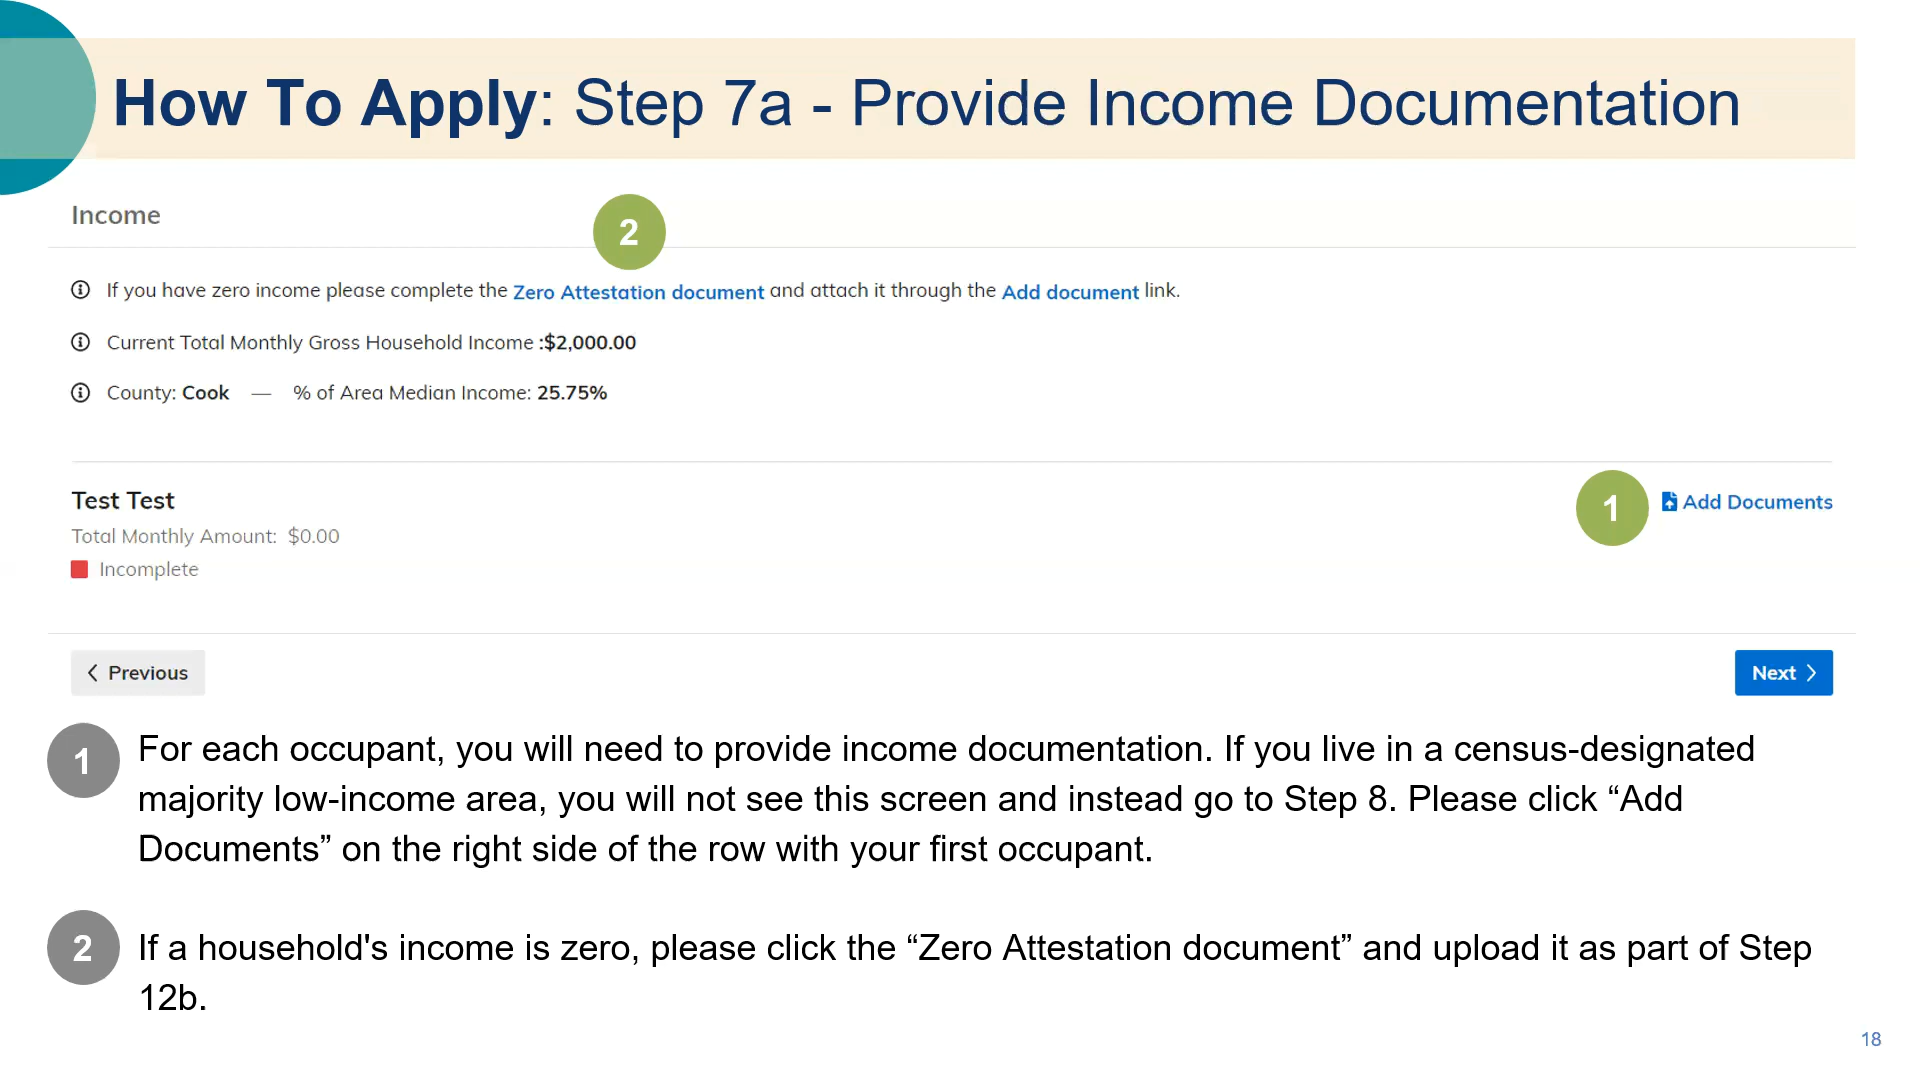 How To Apply: Step 7a - Provide Income Documentation
Income
2
If you have zero income please complete the Zero Attestation document and attach it through the Add document link.
Current Total Monthly Gross Household Income :$2,000.00
County: Cook — % of Area Median Income: 25.75%
Test Test
1 Add Documents
Total Monthly Amount: $0.00
Incomplete
Previous
Next
1 For each occupant, you will need to provide income documentation. If you live in a census-designated
majority low-income area, you will not see this screen and instead go to Step 8. Please click “Add
Documents” on the right side of the row with your first occupant.
2 If a household's income is zero, please click the “Zero Attestation document” and upload it as part of Step
12b.
18